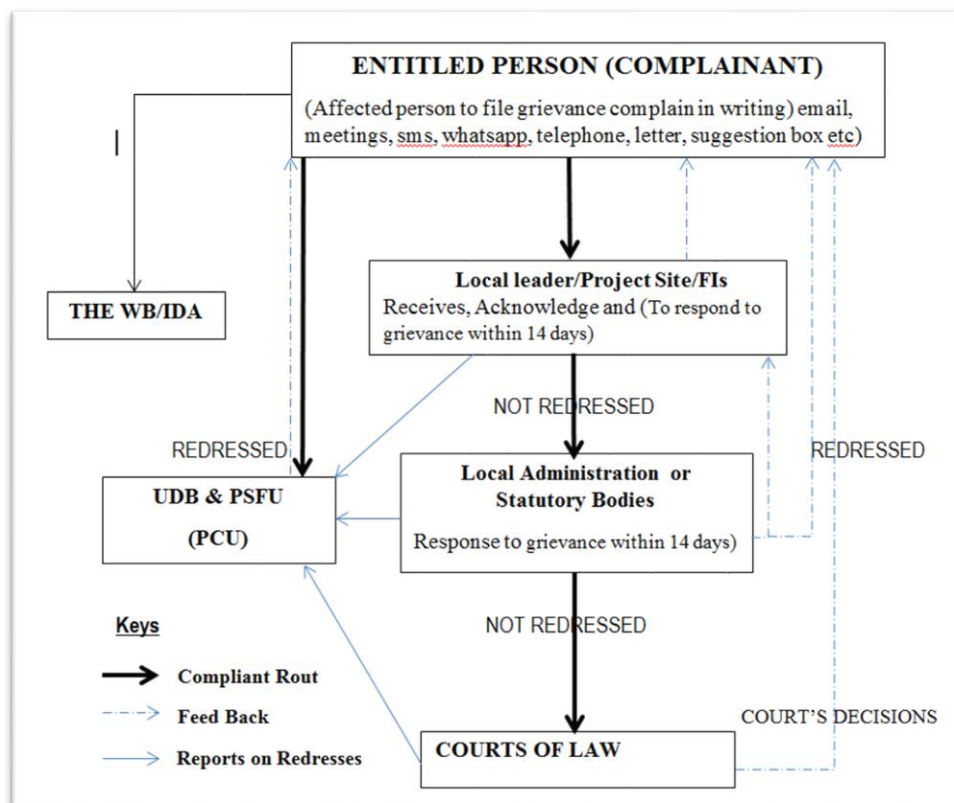 ENTITLED PERSON (COMPLAINANT)
(Affected person to file grievance complain in writing) email,
meetings, sms, whatsapp, telephone, letter, suggestion box etc)
THE WB/IDA
Local leader/Project Site/FIs
Receives, Acknowledge and (To respond to
grievance within 14 days)
NOT REDRESSED
REDRESSED
REDRESSED
UDB & PSFU
(PCU)
Local Administration or
Statutory Bodies
Response to grievance within 14 days)
NOT REDRESSED
Keys
Compliant Rout
Feed Back
Reports on Redresses
COURT'S DECISIONS
COURTS OF LAW